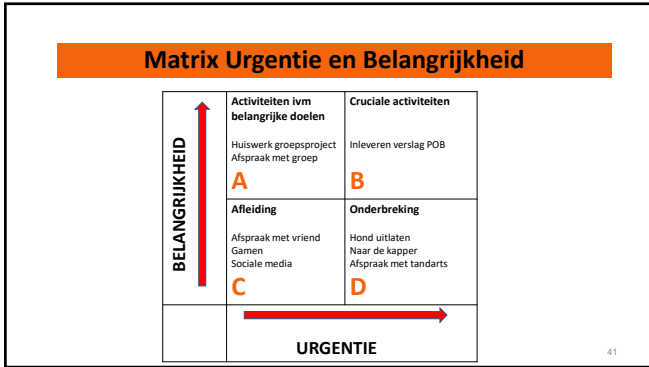 Matrix Urgentie en Belangrijkheid
BELANGRIJKHEID
Activiteiten ivm
belangrijke doelen
Huiswerk groepsproject
Afspraak met groep
A
Cruciale activiteiten
Inleveren verslag POB
B
Afleiding
Afspraak met vriend
Gamen
Sociale media
C
Onderbreking
Hond uitlaten
Naar de kapper
Afspraak met tandarts
D
URGENTIE
41